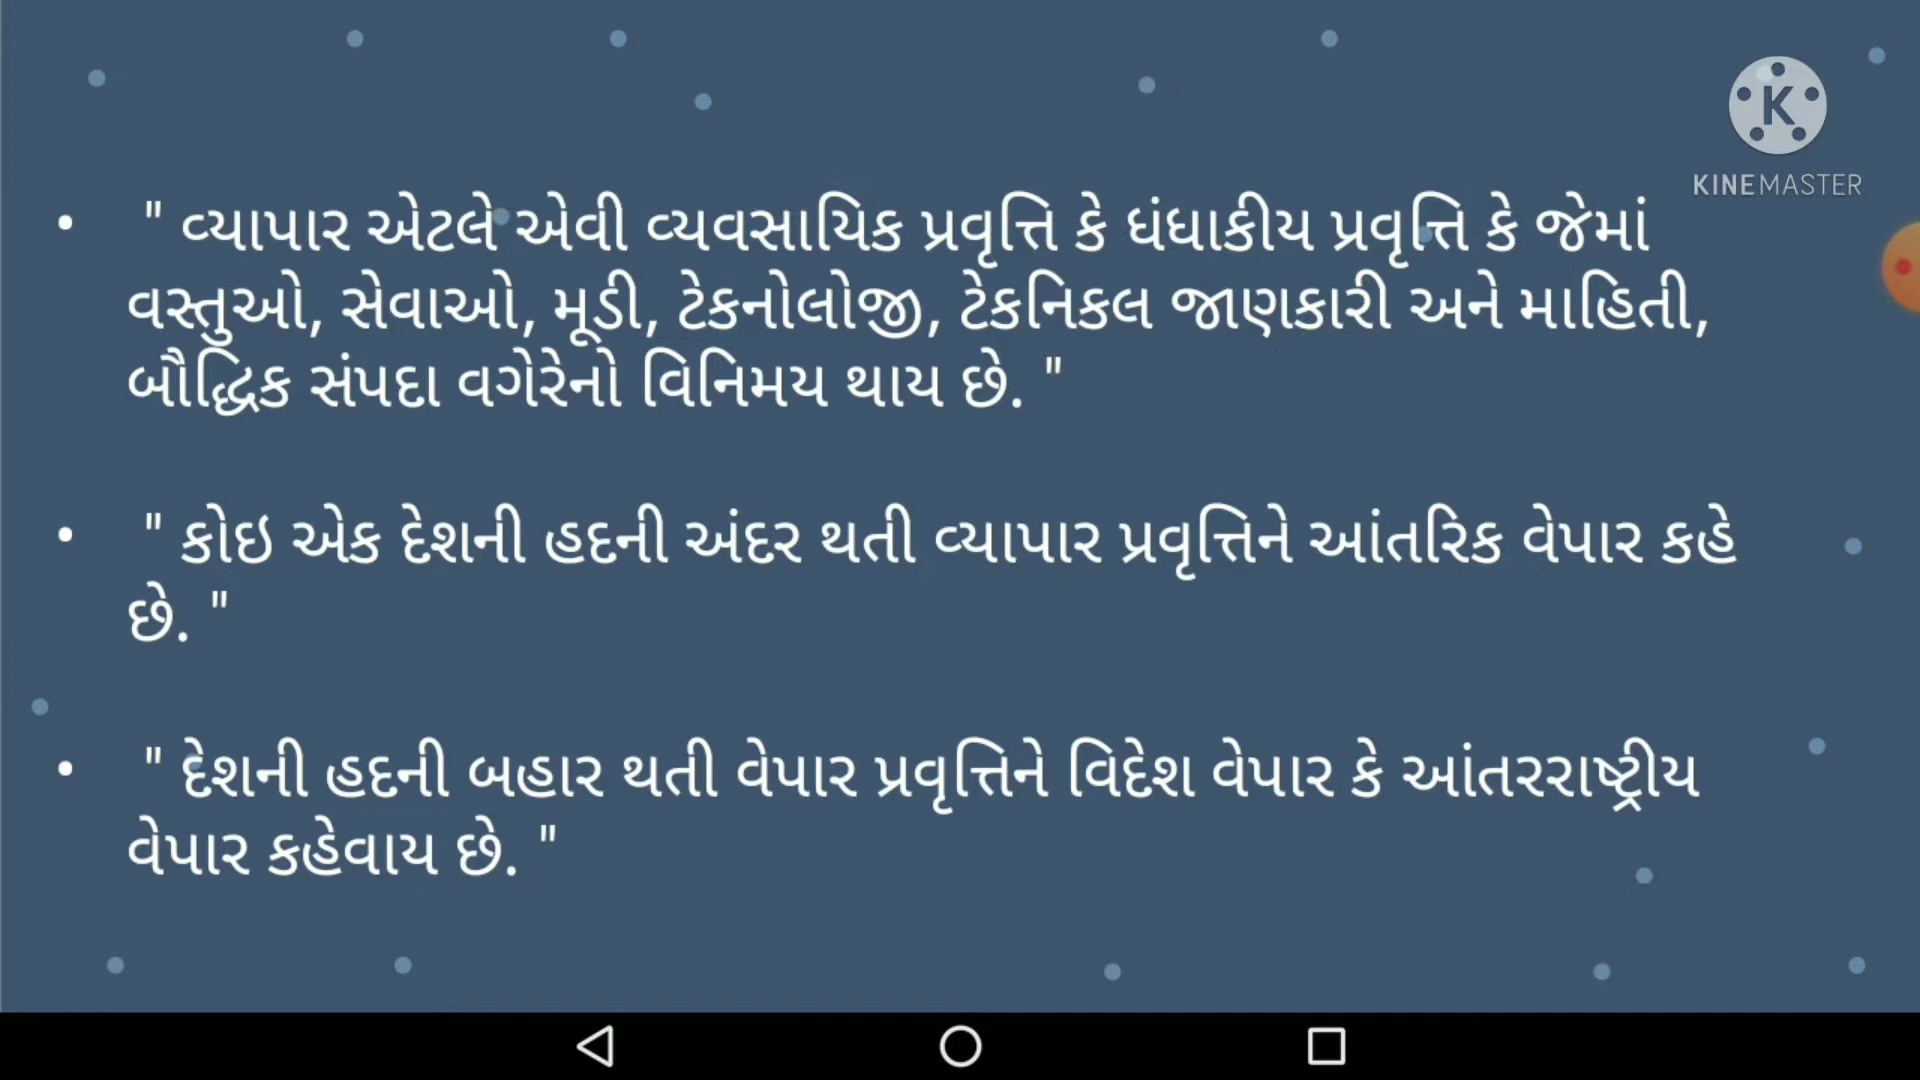 K
KINEMASTER
• " વ્યાપાર એટલે એવી વ્યવસાયિક પ્રવૃત્તિ કે ધંધાકીય પ્રવૃત્તિ કે જેમાં
વસ્તુઓ, સેવાઓ, મૂડી, ટેકનોલોજી, ટેકનિકલ જાણકારી અને માહિતી,
બૌદ્ધિક સંપદા વગેરેનો વિનિમય થાય છે. "
• " કોઇ એક દેશની હદની અંદર થતી વ્યાપાર પ્રવૃત્તિને આંતરિક વેપાર કહે
છે. "
• " દેશની હદની બહાર થતી વેપાર પ્રવૃત્તિને વિદેશ વેપાર કે આંતરરાષ્ટ્રીય
વેપાર કહેવાય છે. "